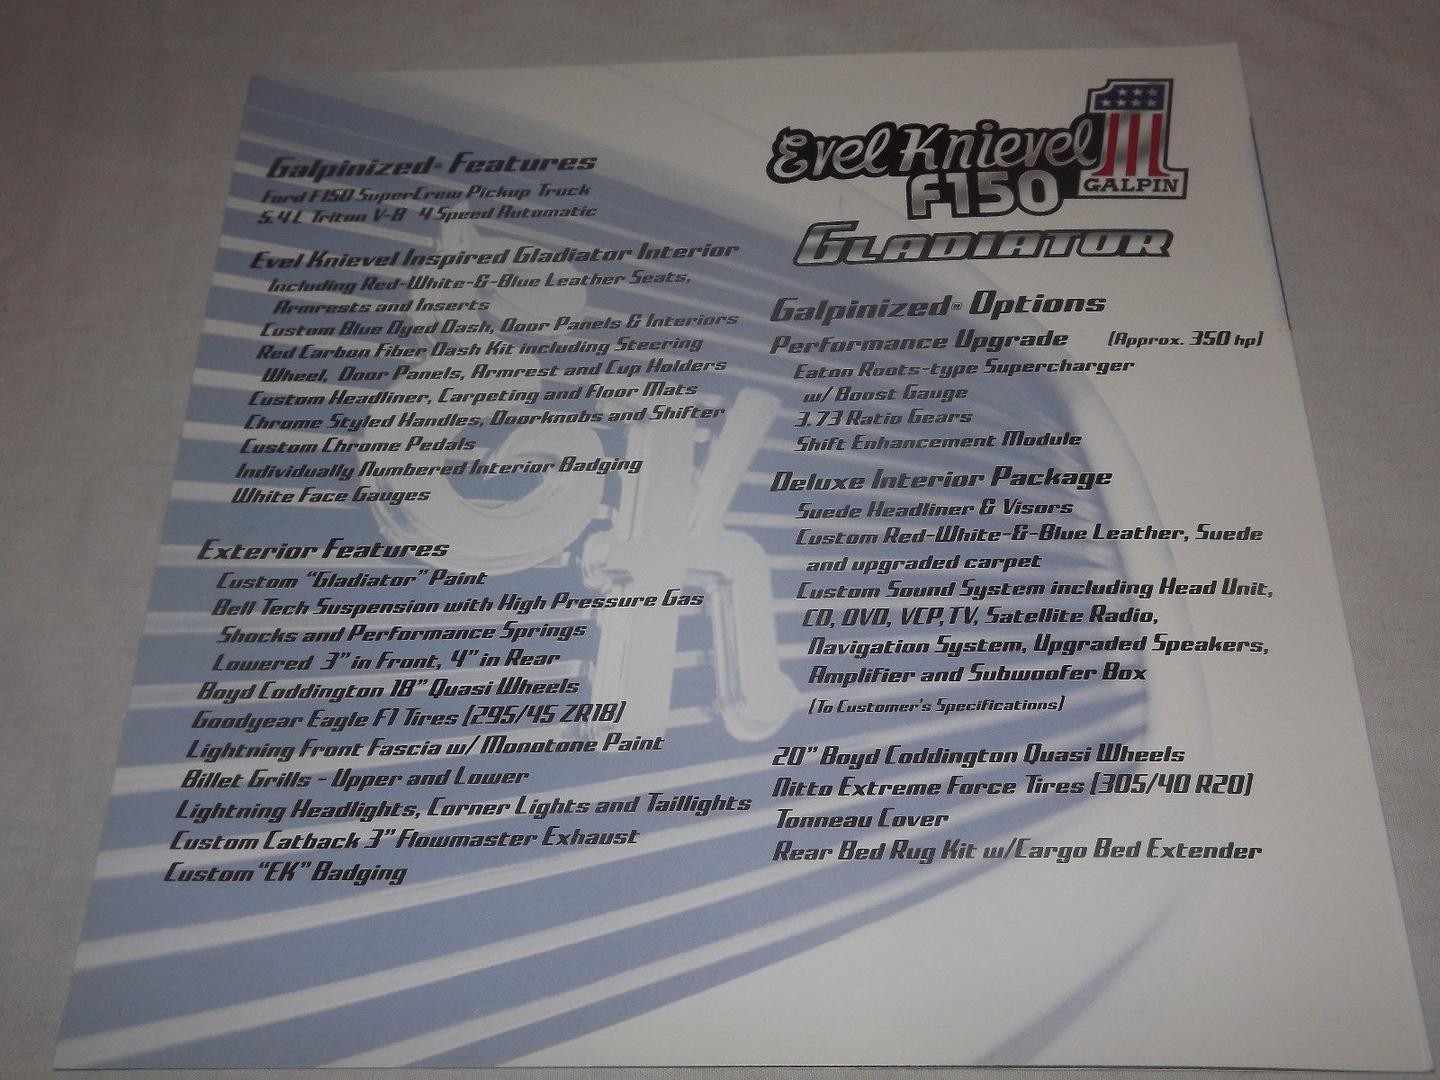 Galpinized™ Features
Ford F150 SuperCrew Pickup Truck
5.4L Triton V-8 4 Speed Automatic
Evel Knievel Inspired Gladiator Interior
Including Red-White-&-Blue Leather Seats,
Armrests and Inserts
Custom Blue Dyed Dash, Door Panels & Interiors
Red Carbon Fiber Dash Kit including Steering
Wheel, Door Panels, Armrest and Cup Holders
Custom Headliner, Carpeting and Floor Mats
Chrome Styled Handles, Doorknobs and Shifter
Custom Chrome Pedals
Individually Numbered Interior Badging
White Face Gauges
Exterior Features
Custom "Gladiator" Paint
Bell Tech Suspension with High Pressure Gas
Shocks and Performance Springs
Lowered 3" in Front, 4" in Rear
Boyd Coddington 18" Quasi Wheels
Goodyear Eagle F1 Tires (295/45 ZR18)
Lightning Front Fascia w/ Monotone Paint
Billet Grills - Upper and Lower
Lightning Headlights, Corner Lights and Taillights
Custom Catback 3" Flowmaster Exhaust
Custom "EK" Badging
EK
Evel Knievel 1
F150 GALPIN
GLADIATOR
Galpinized™ Options
Performance Upgrade (Approx. 350 hp)
Eaton Roots-type Supercharger
w/ Boost Gauge
3.73 Ratio Gears
Shift Enhancement Module
Deluxe Interior Package
Suede Headliner & Visors
Custom Red-White-&-Blue Leather, Suede
and upgraded carpet
Custom Sound System including Head Unit,
CD, DVD, VCP, TV, Satellite Radio,
Navigation System, Upgraded Speakers,
Amplifier and Subwoofer Box
(To Customer's Specifications)
20" Boyd Coddington Quasi Wheels
Nitto Extreme Force Tires (305/40 R20)
Tonneau Cover
Rear Bed Rug Kit w/Cargo Bed Extender